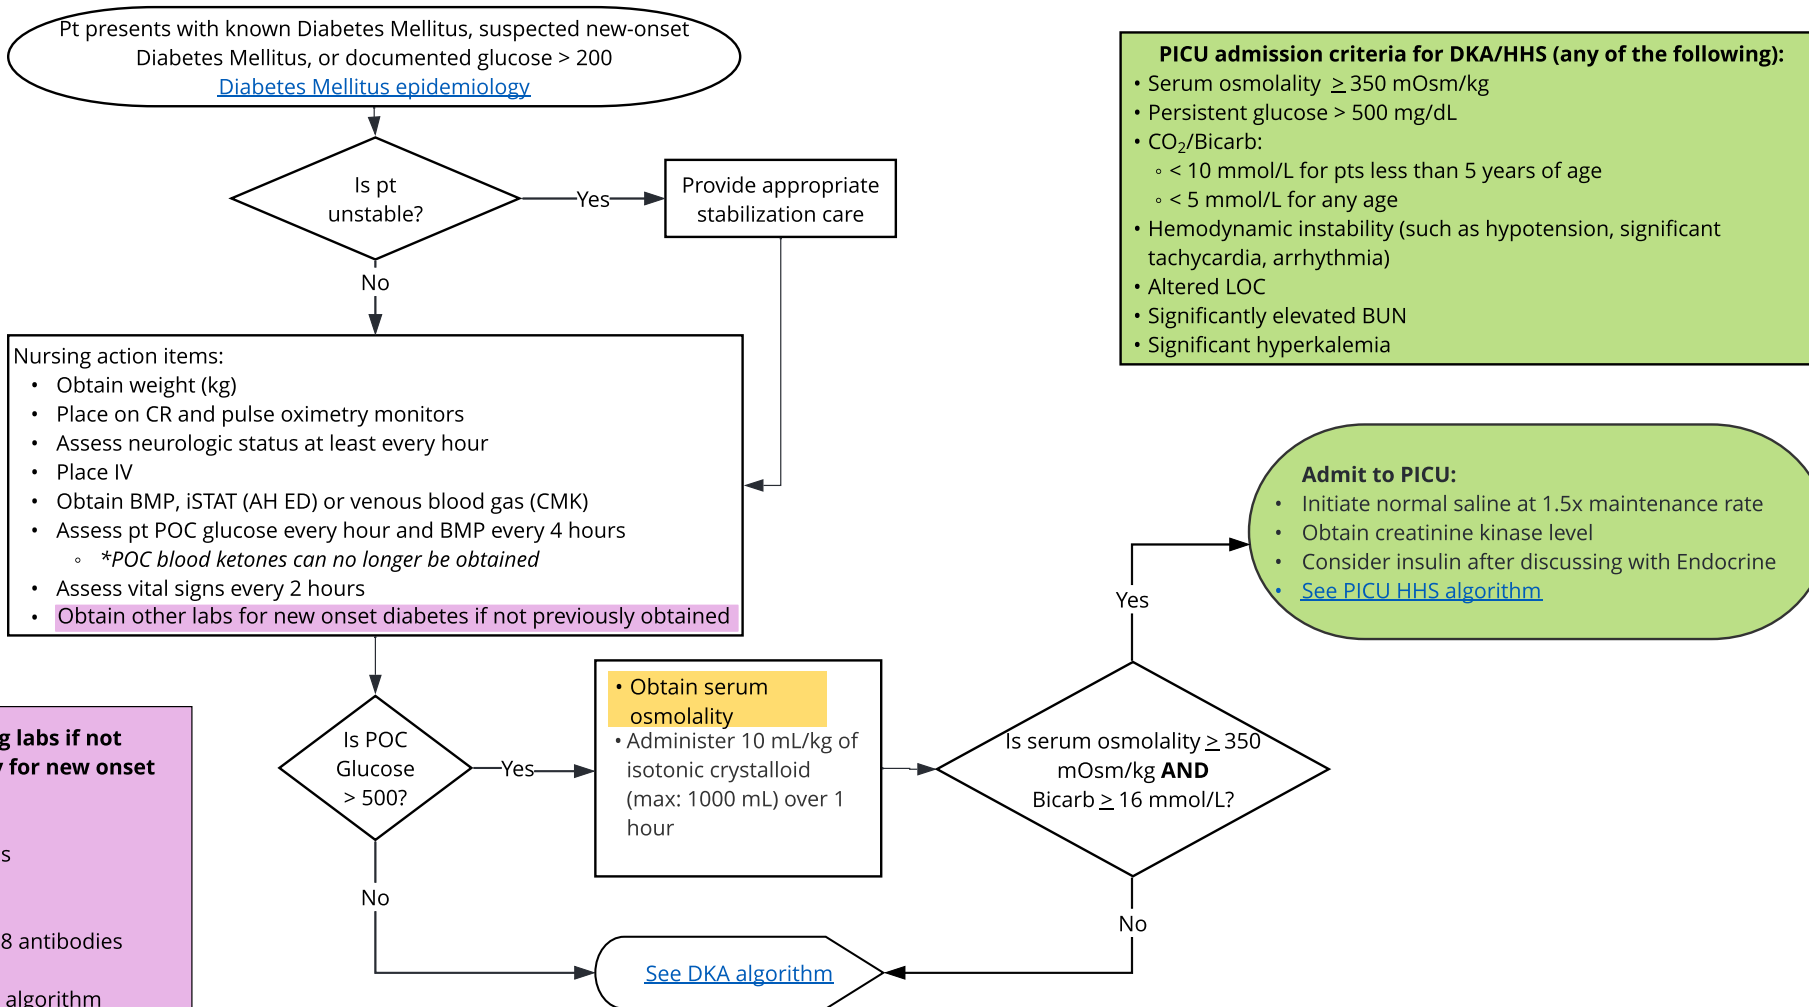 Pt presents with known Diabetes Mellitus, suspected new-onset
Diabetes Mellitus, or documented glucose > 200
Diabetes Mellitus epidemiology
Is pt
unstable?
Yes
Provide appropriate
stabilization care
No
Nursing action items:
• Obtain weight (kg)
• Place on CR and pulse oximetry monitors
• Assess neurologic status at least every hour
• Place IV
• Obtain BMP, iSTAT (AH ED) or venous blood gas (CMK)
• Assess pt POC glucose every hour and BMP every 4 hours
◦ *POC blood ketones can no longer be obtained
• Assess vital signs every 2 hours
• Obtain other labs for new onset diabetes if not previously obtained
PICU admission criteria for DKA/HHS (any of the following):
• Serum osmolality ≥ 350 mOsm/kg
• Persistent glucose > 500 mg/dL
• CO₂/Bicarb:
◦ < 10 mmol/L for pts less than 5 years of age
◦ < 5 mmol/L for any age
• Hemodynamic instability (such as hypotension, significant
tachycardia, arrhythmia)
• Altered LOC
• Significantly elevated BUN
• Significant hyperkalemia
Admit to PICU:
• Initiate normal saline at 1.5x maintenance rate
• Obtain creatinine kinase level
• Consider insulin after discussing with Endocrine
• See PICU HHS algorithm
Yes
Is POC
Glucose
> 500?
Yes
• Obtain serum
osmolality
• Administer 10 mL/kg of
isotonic crystalloid
(max: 1000 mL) over 1
hour
Is serum osmolality ≥ 350
mOsm/kg AND
Bicarb ≥ 16 mmol/L?
No
No
See DKA algorithm
labs if not
for new onset
8 antibodies
algorithm